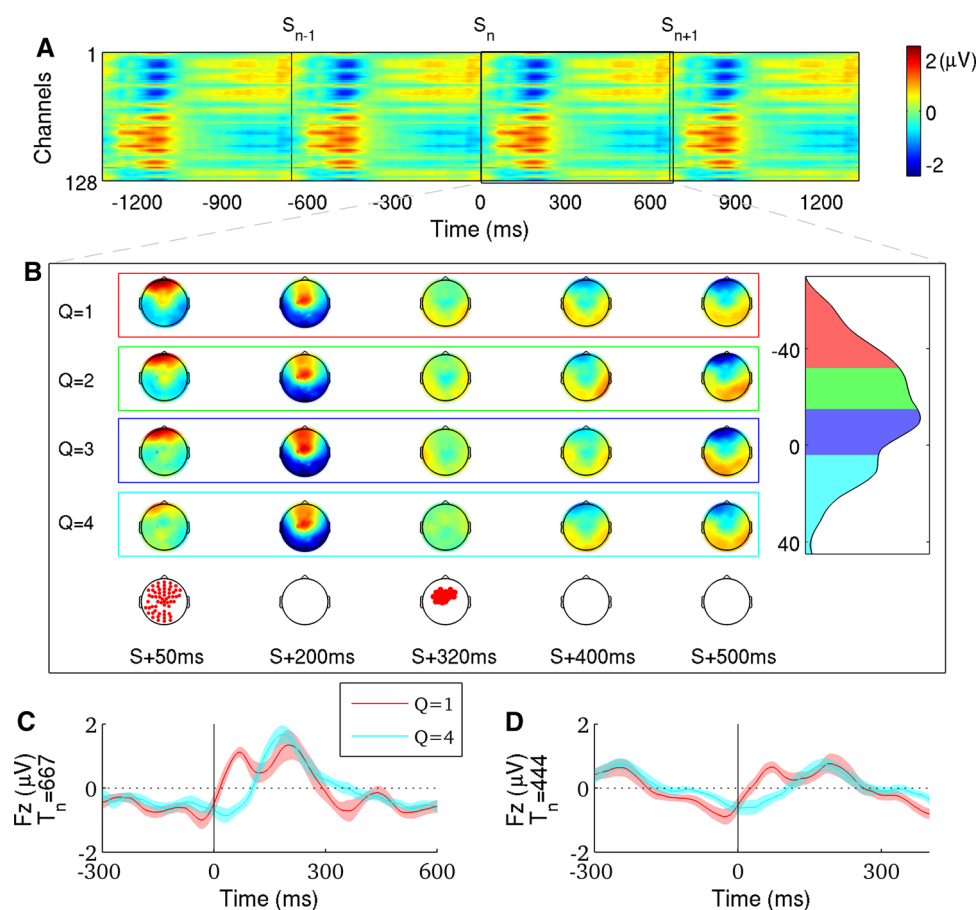 S n-1 S n S n+1
A
1
Channels
128
-1200 -900 -600 -300 0 300 600 900 1200
Time (ms)
2 (μV)
0
-2
B
Q=1
Q=2
Q=3
Q=4
S+50ms S+200ms S+320ms S+400ms S+500ms
-40
0
40
C
Q=1
Q=4
Fz (μV)
T n =667
2
0
-2
-300 0 300 600
Time (ms)
D
Fz (μV)
T n =444
2
0
-2
-300 0 300
Time (ms)